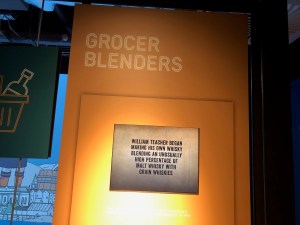 GROCER
BLENDERS
WILLIAM TEACHER BEGAN
MAKING HIS OWN WHISKY
BLENDING AN UNUSUALLY
HIGH PERCENTAGE OF
MALT WHISKY WITH
GRAIN WHISKIES